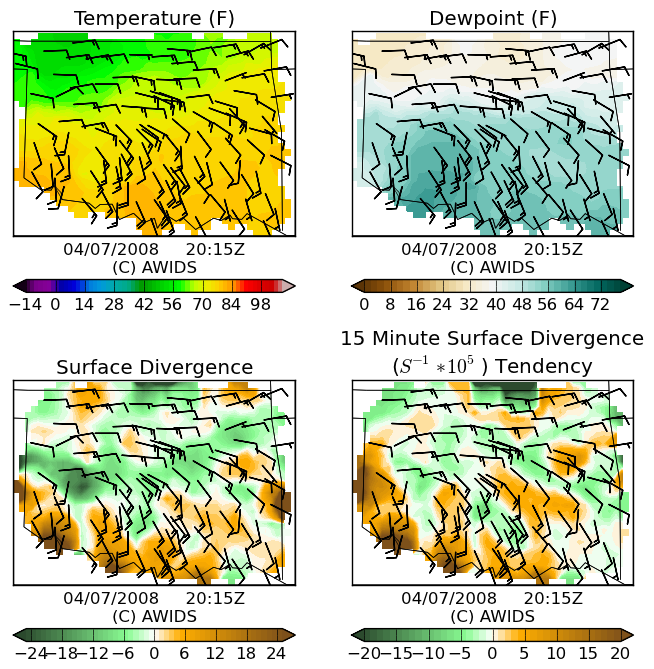 Temperature (F)
Dewpoint (F)
04/07/2008 20:15Z
(C) AWIDS
04/07/2008 20:15Z
(C) AWIDS
−14 0 14 28 42 56 70 84 98
0 8 16 24 32 40 48 56 64 72
Surface Divergence
15 Minute Surface Divergence
(S⁻¹ *10⁵ ) Tendency
04/07/2008 20:15Z
(C) AWIDS
04/07/2008 20:15Z
(C) AWIDS
−24 −18 −12 −6 0 6 12 18 24
−20 −15 −10 −5 0 5 10 15 20